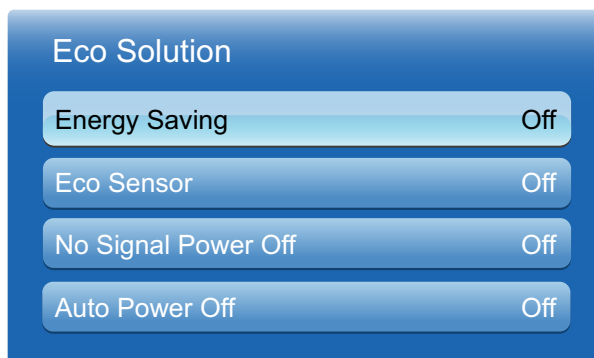 Eco Solution
Energy Saving Off
Eco Sensor Off
No Signal Power Off Off
Auto Power Off Off